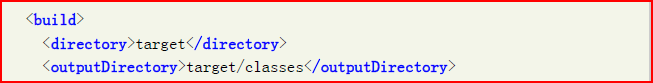 <build>
<directory>target</directory>
<outputDirectory>target/classes</outputDirectory>